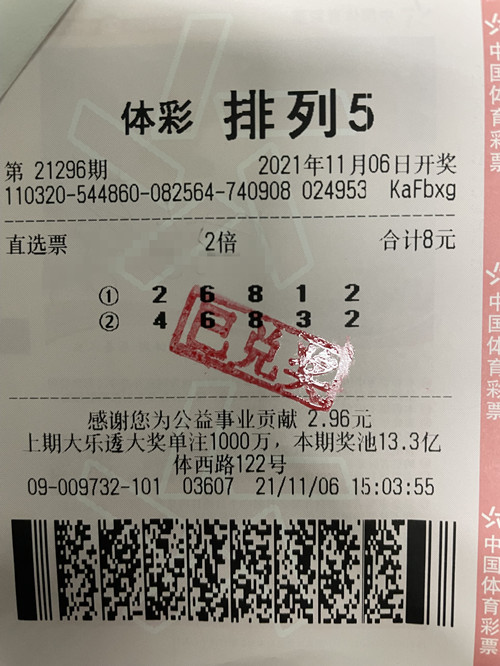 体彩 排列5
第 21296期 2021年11月06日开奖
110320-544860-082564-740908 024953 KaFbxg
直选票 2倍 合计8元
① 2 6 8 1 2
② 4 6 8 3 2
已兑奖
感谢您为公益事业贡献 2.96元
上期大乐透大奖单注1000万，本期奖池13.3亿
体西路122号
09-009732-101 03607 21/11/06 15:03:55
中国体育彩票
中国体育彩票
中国体育彩票